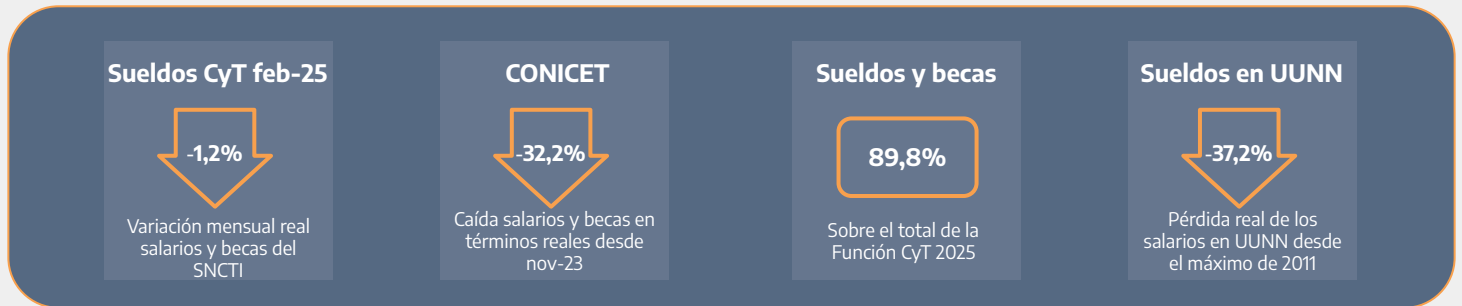 Sueldos CyT feb-25
-1,2%
Variación mensual real
salarios y becas del
SNCTI
CONICET
-32,2%
Caída salarios y becas en
términos reales desde
nov-23
Sueldos y becas
89,8%
Sobre el total de la
Función CyT 2025
Sueldos en UUNN
-37,2%
Pérdida real de los
salarios en UUNN desde
el máximo de 2011